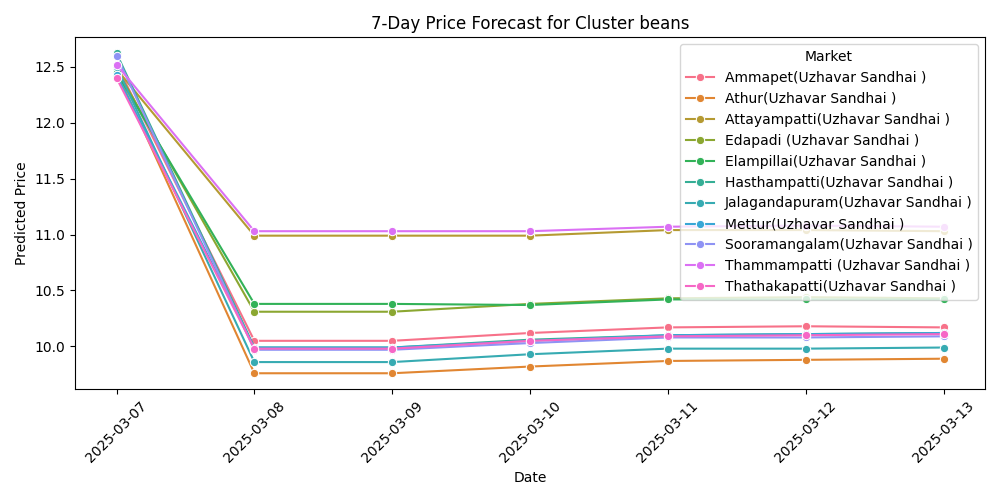 7-Day Price Forecast for Cluster beans
Market
Ammapet(Uzhavar Sandhai )
Athur(Uzhavar Sandhai )
Attayampatti(Uzhavar Sandhai )
Edapadi (Uzhavar Sandhai )
Elampillai(Uzhavar Sandhai )
Hasthampatti(Uzhavar Sandhai )
Jalagandapuram(Uzhavar Sandhai )
Mettur(Uzhavar Sandhai )
Sooramangalam(Uzhavar Sandhai )
Thammampatti (Uzhavar Sandhai )
Thathakapatti(Uzhavar Sandhai )
Predicted Price
12.5
12.0
11.5
11.0
10.5
10.0
2025-03-07
2025-03-08
2025-03-09
2025-03-10
2025-03-11
2025-03-12
2025-03-13
Date